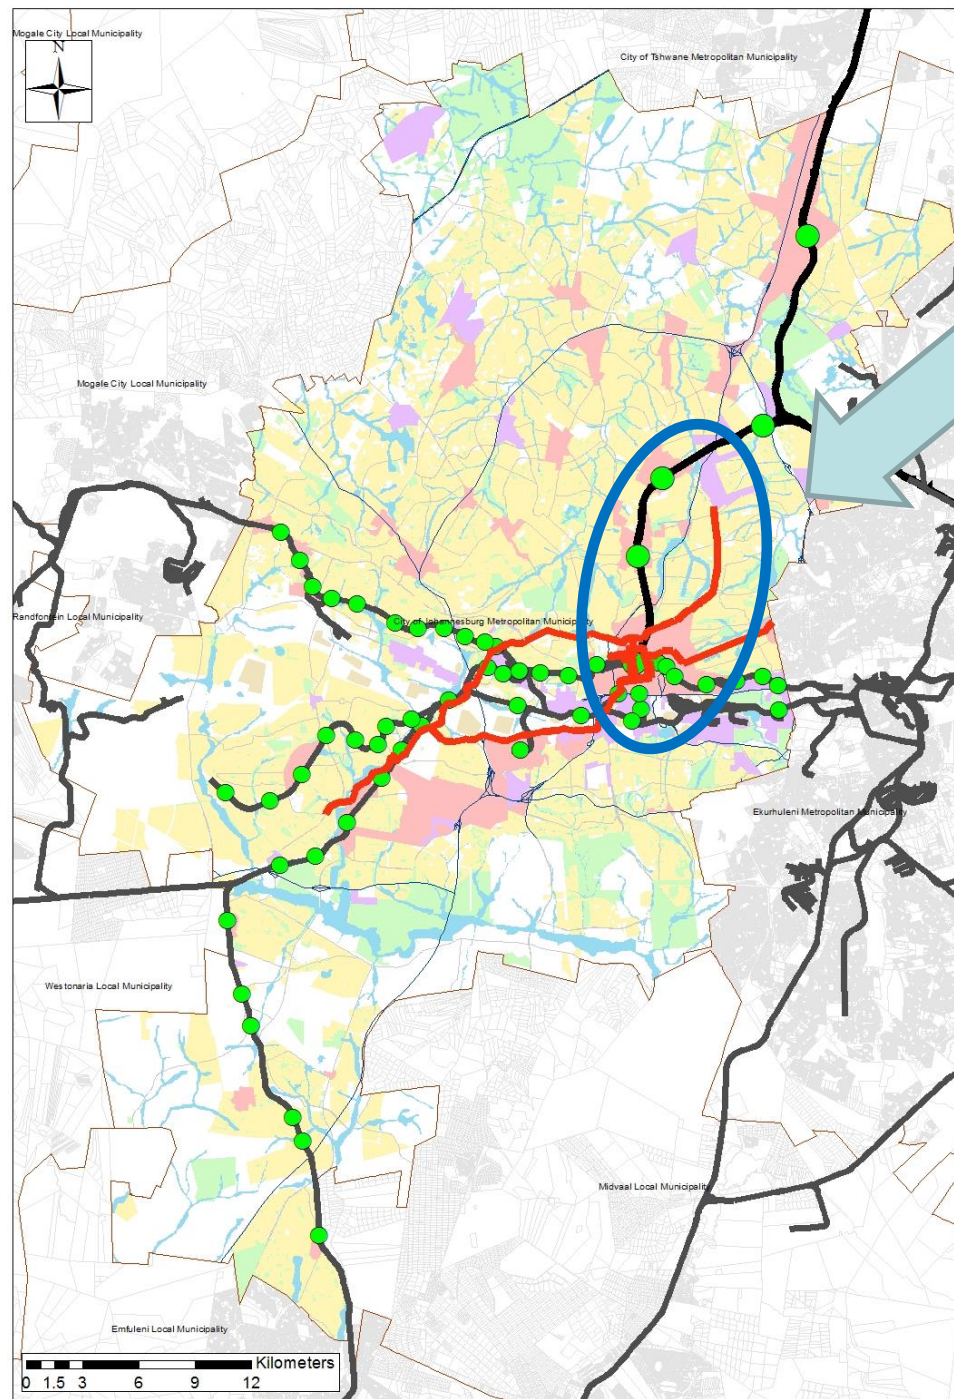 Mogale City Local Municipality
N
City of Tshwane Metropolitan Municipality
Mogale City Local Municipality
Randfontein Local Municipality
City of Johannesburg Metropolitan Municipality
Ekurhuleni Metropolitan Municipality
Westonaria Local Municipality
Midvaal Local Municipality
Emfuleni Local Municipality
Kilometers
0 1.5 3 6 9 12